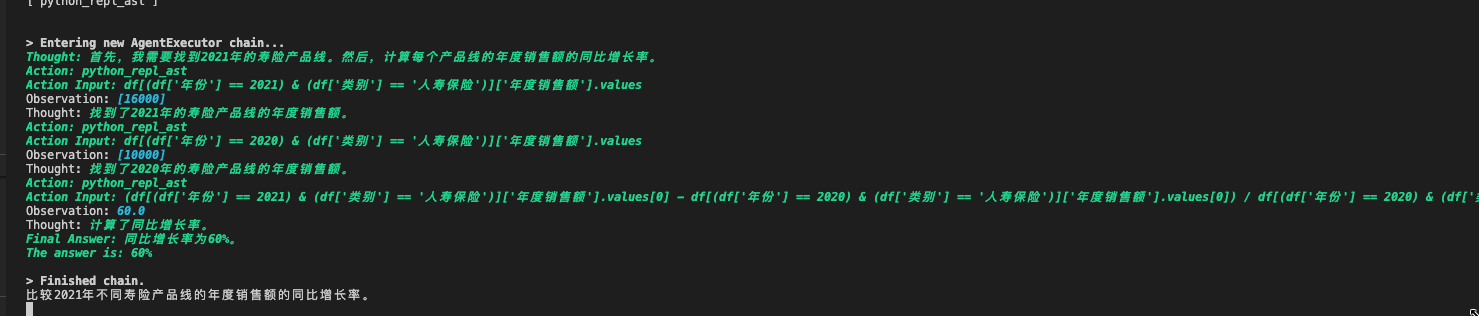 [ python_repl_ast ]
> Entering new AgentExecutor chain...
Thought: 首先，我需要找到2021年的寿险产品线。然后，计算每个产品线的年度销售额的同比增长率。
Action: python_repl_ast
Action Input: df[(df['年份'] == 2021) & (df['类别'] == '人寿保险')]['年度销售额'].values
Observation: [16000]
Thought: 找到了2021年的寿险产品线的年度销售额。
Action: python_repl_ast
Action Input: df[(df['年份'] == 2020) & (df['类别'] == '人寿保险')]['年度销售额'].values
Observation: [10000]
Thought: 找到了2020年的寿险产品线的年度销售额。
Action: python_repl_ast
Action Input: (df[(df['年份'] == 2021) & (df['类别'] == '人寿保险')]['年度销售额'].values[0] - df[(df['年份'] == 2020) & (df['类别'] == '人寿保险')]['年度销售额'].values[0]) / df[(df['年份'] == 2020) & (df['
Observation: 60.0
Thought: 计算了同比增长率。
Final Answer: 同比增长率为60%。
The answer is: 60%
> Finished chain.
比较2021年不同寿险产品线的年度销售额的同比增长率。